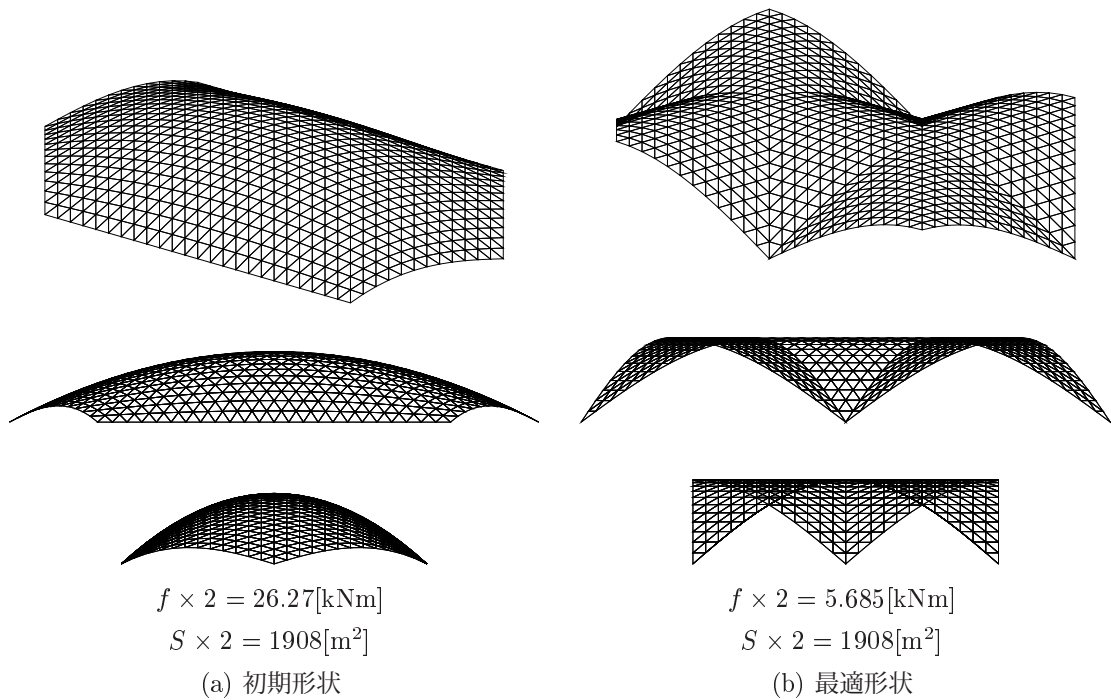 f × 2 = 26.27[kNm]
S × 2 = 1908[m²]
(a) 初期形状
f × 2 = 5.685[kNm]
S × 2 = 1908[m²]
(b) 最適形状